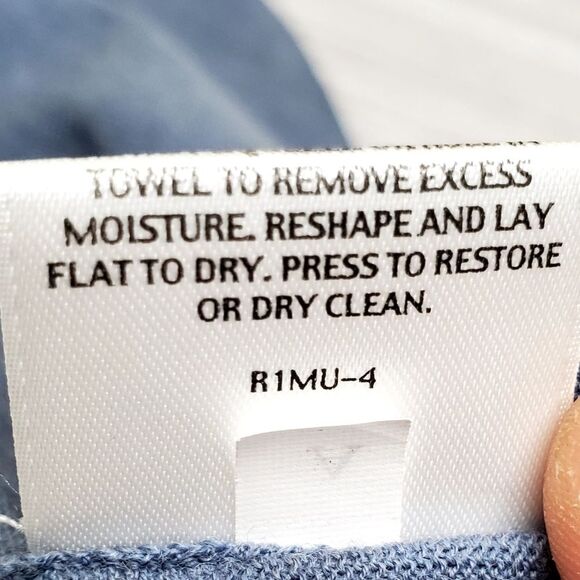 TOWEL TO REMOVE EXCESS
MOISTURE. RESHAPE AND LAY
FLAT TO DRY. PRESS TO RESTORE
OR DRY CLEAN.
R1MU-4